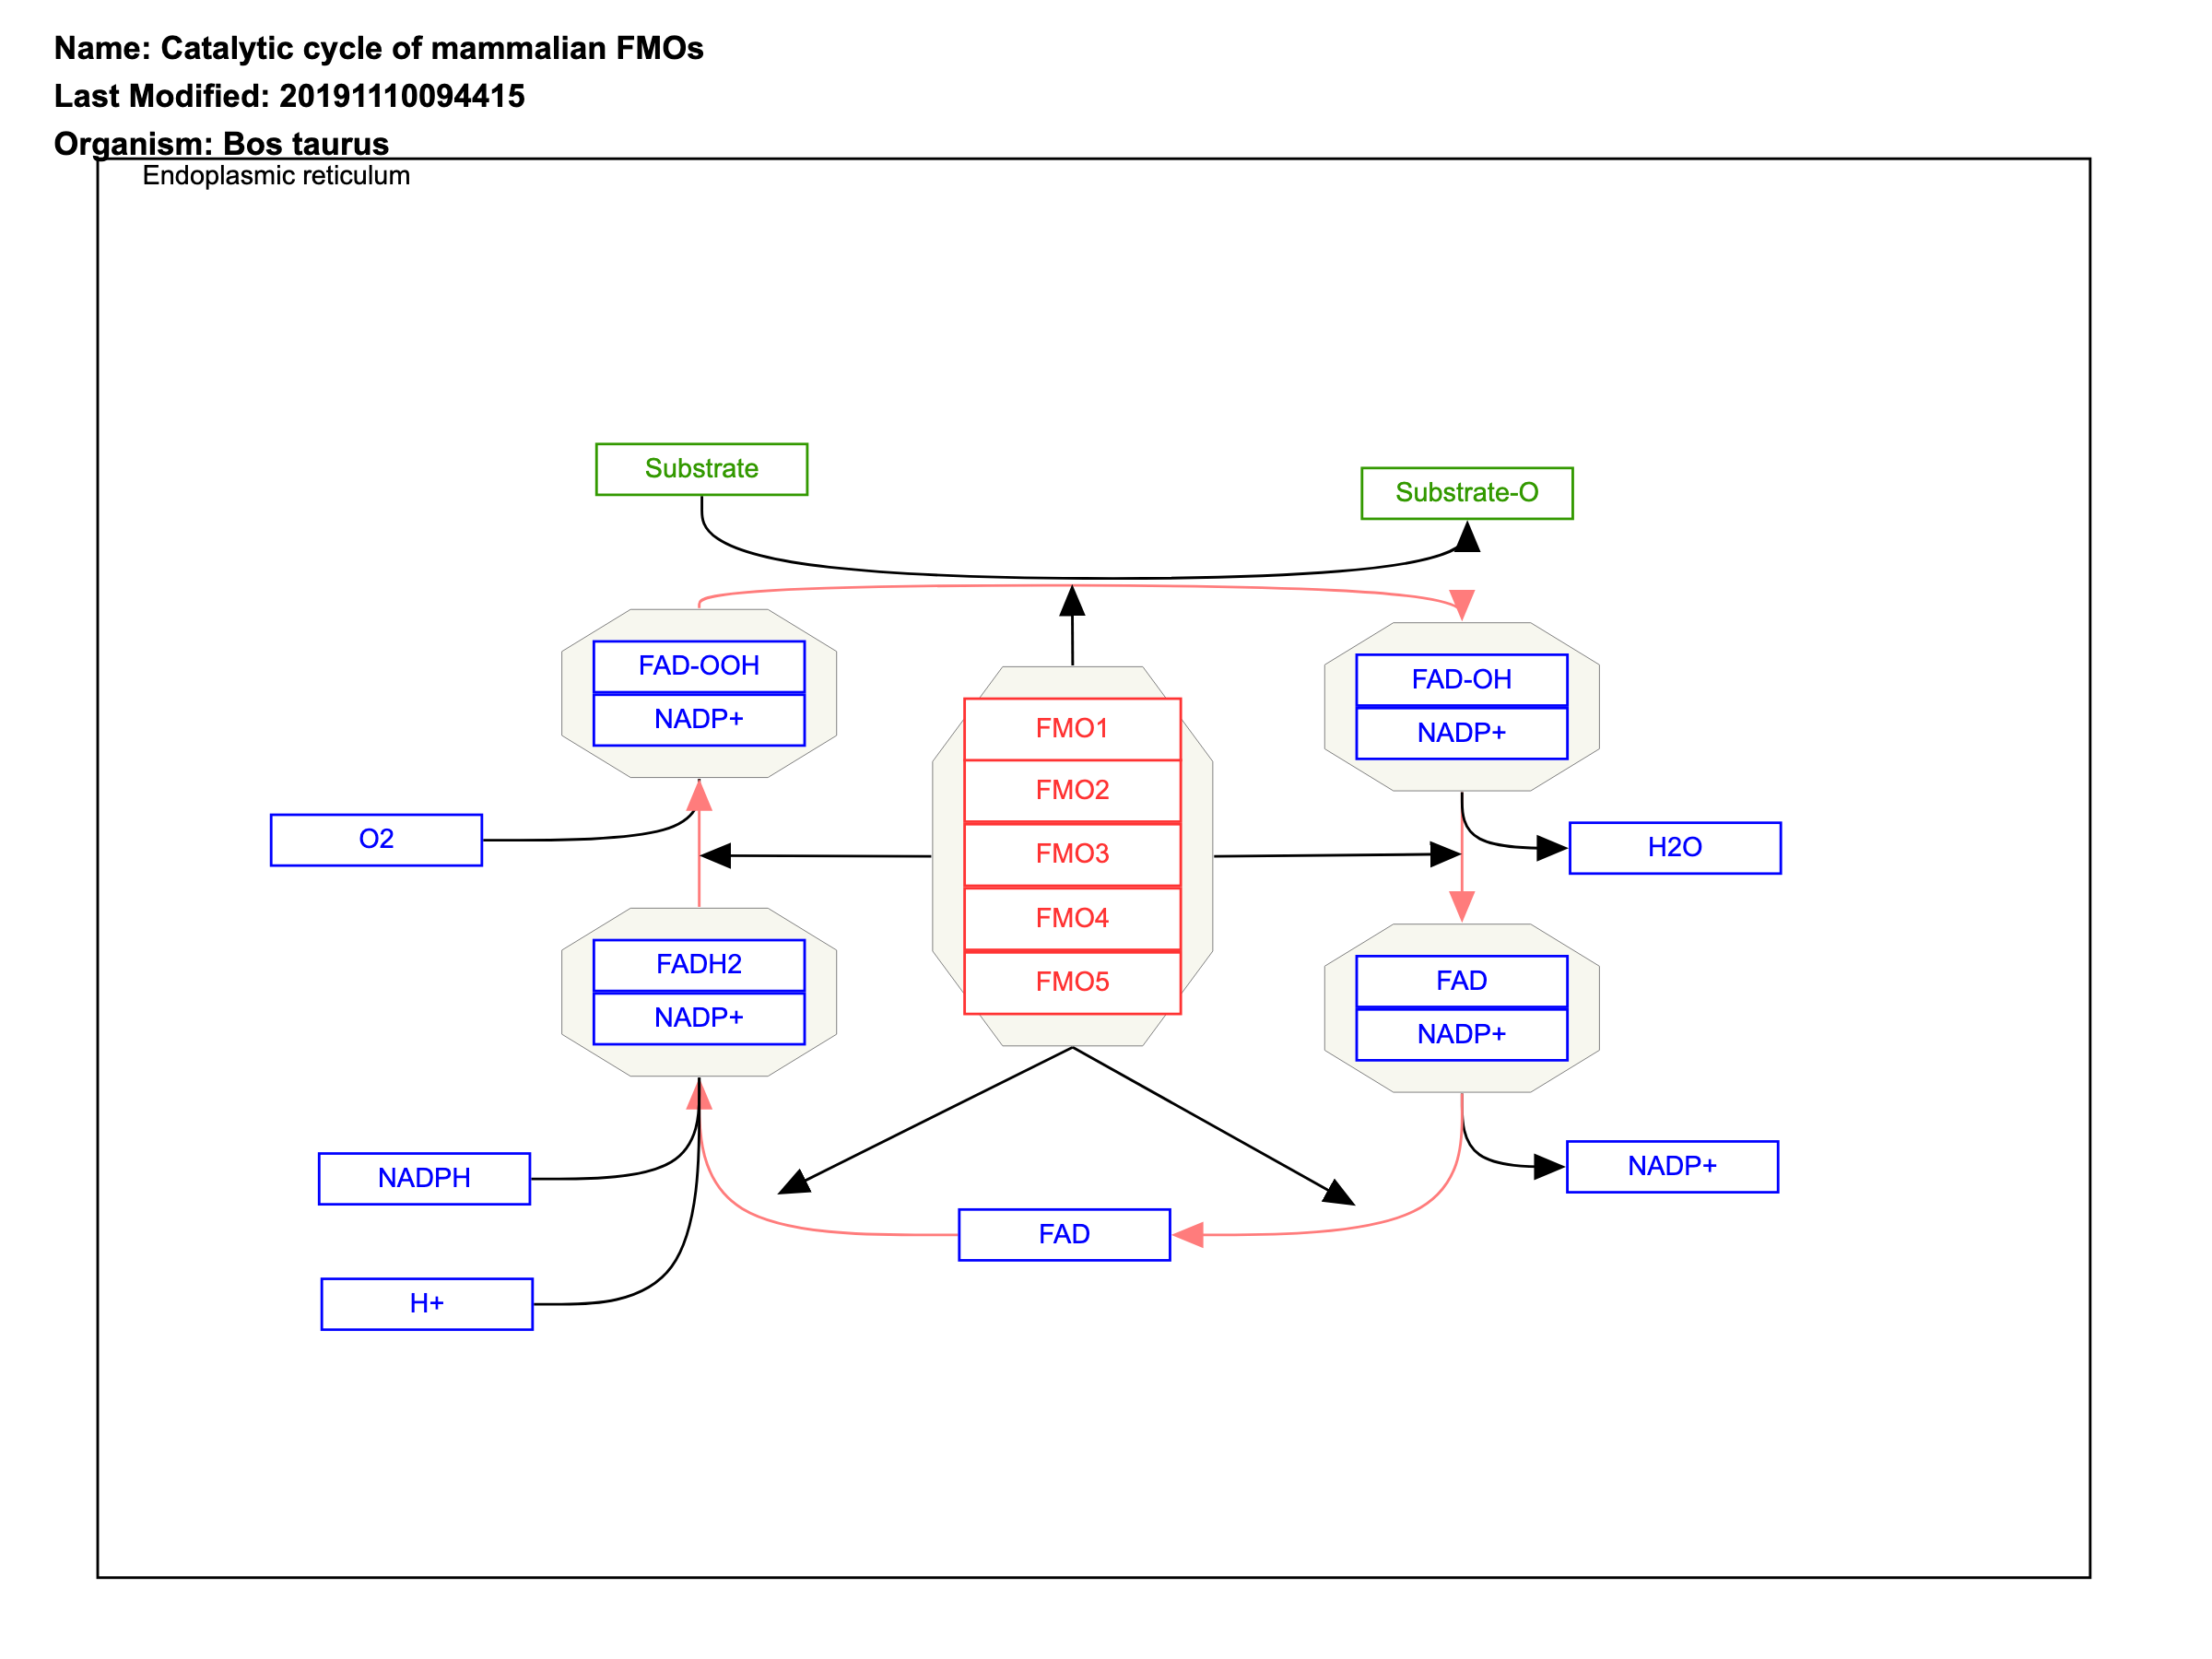 Name: Catalytic cycle of mammalian FMOs
Last Modified: 20191110094415
Organism: Bos taurus
Endoplasmic reticulum
Substrate
Substrate-O
FAD-OOH
NADP+
FAD-OH
NADP+
FMO1
FMO2
FMO3
FMO4
FMO5
O2
H2O
FADH2
NADP+
FAD
NADP+
NADPH
NADP+
FAD
H+